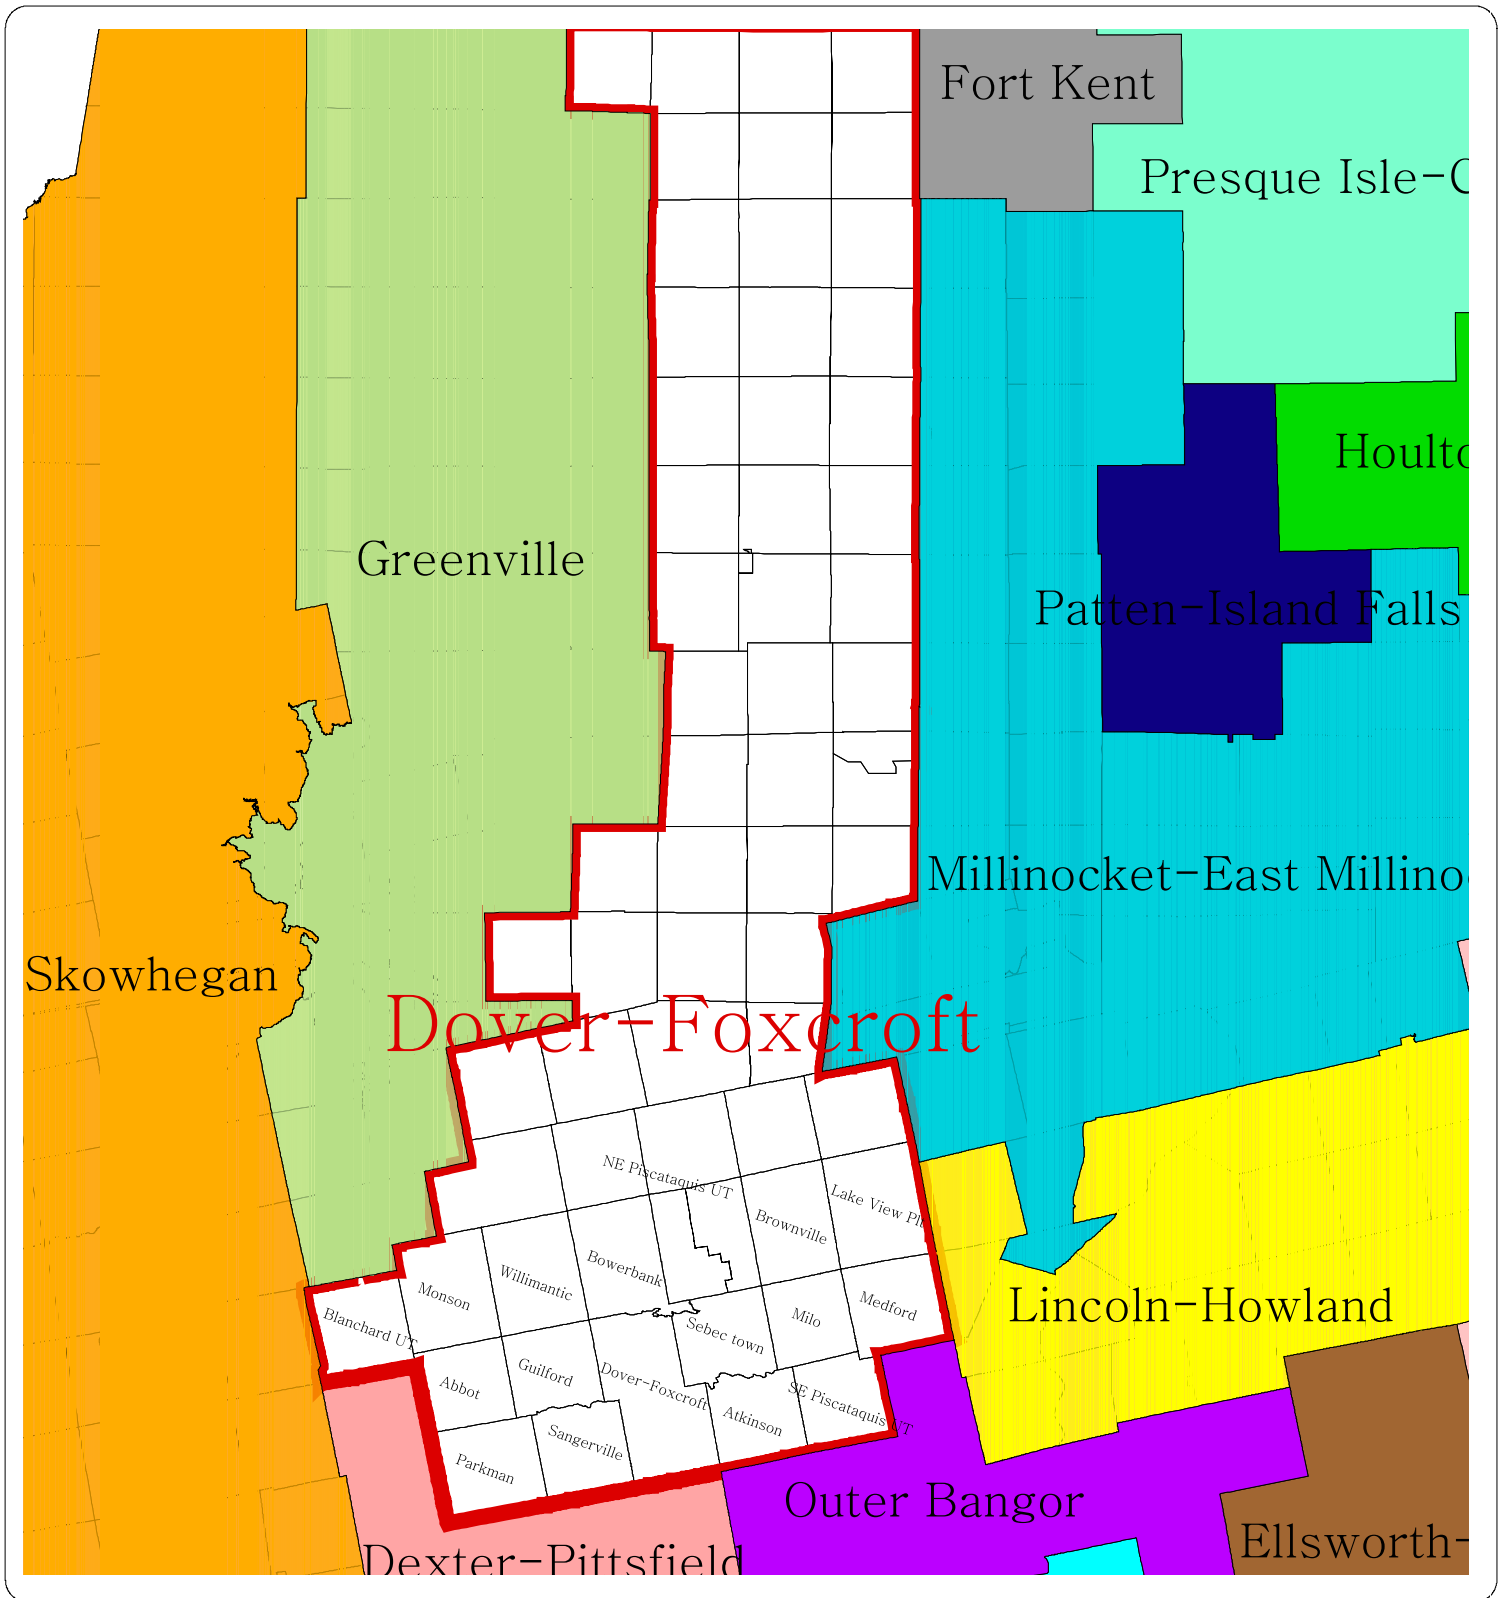 Fort Kent
Presque Isle-C
Houlto
Greenville
Patten-Island Falls
Millinocket-East Millino
Skowhegan
Dover-Foxcroft
NE Piscataquis UT
Lake View Plt
Brownville
Bowerbank
Willimantic
Monson
Medford
Milo
Lincoln-Howland
Blanchard UT
Sebec town
Guilford
Abbot
Dover-Foxcroft
SE Piscataquis UT
Atkinson
Sangerville
Parkman
Outer Bangor
Ellsworth-
Dexter-Pittsfield